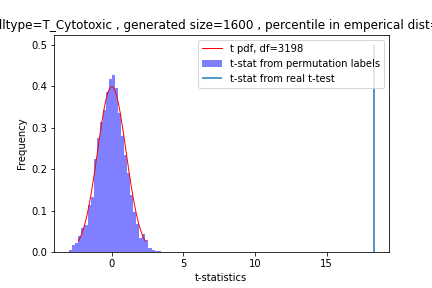 lltype=T_Cytotoxic , generated size=1600 , percentile in emperical dist=
t pdf, df=3198
t-stat from permutation labels
t-stat from real t-test
Frequency
0.5
0.4
0.3
0.2
0.1
0.0
0 5 10 15
t-statistics